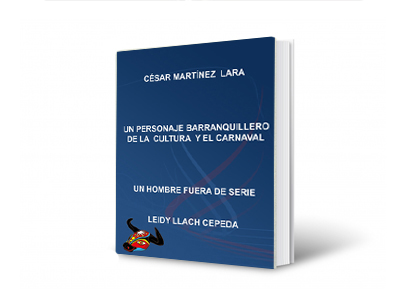 CÉSAR MARTÍNEZ LARA
UN PERSONAJE BARRANQUILLERO
DE LA CULTURA Y EL CARNAVAL
UN HOMBRE FUERA DE SERIE
LEIDY LLACH CEPEDA